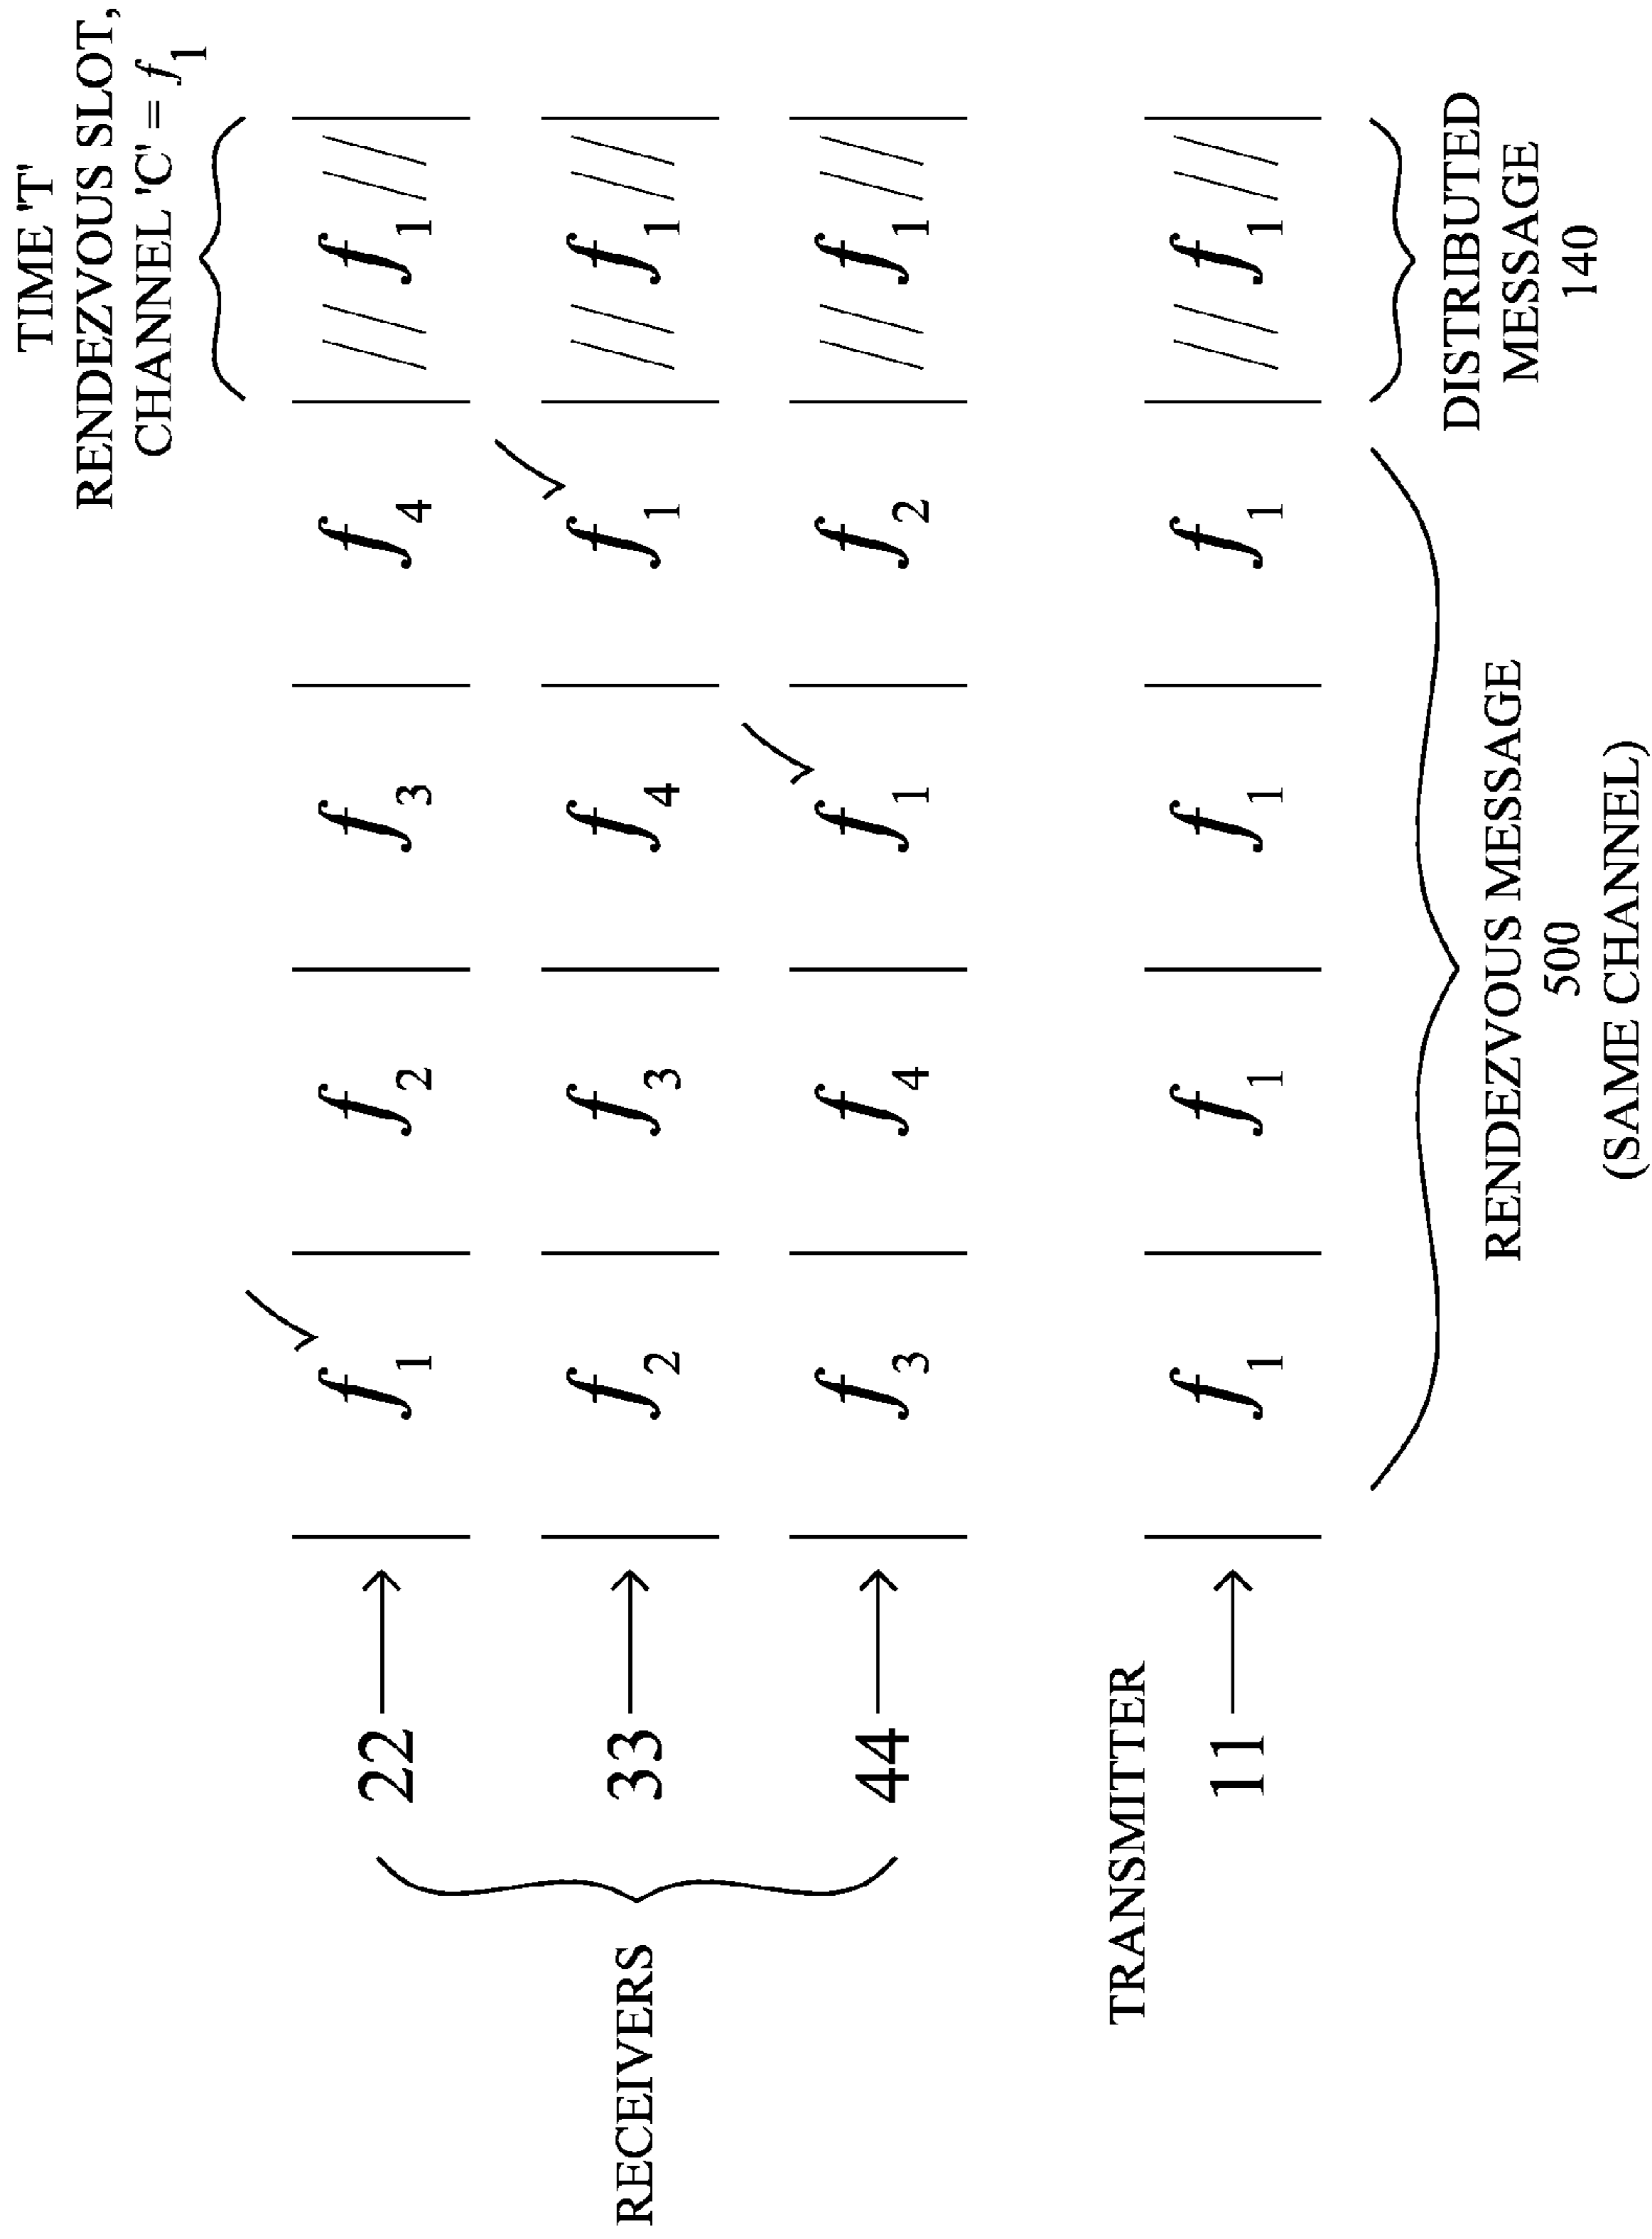 TIME 'T'
RENDEZVOUS SLOT,
CHANNEL 'C' = f1
RECEIVERS
22 f1 f2 f3 f4 f1
33 f2 f3 f4 f1 f1
44 f3 f4 f1 f2 f1
TRANSMITTER
11 f1 f1 f1 f1 f1
RENDEZVOUS MESSAGE
500
(SAME CHANNEL)
DISTRIBUTED
MESSAGE
140